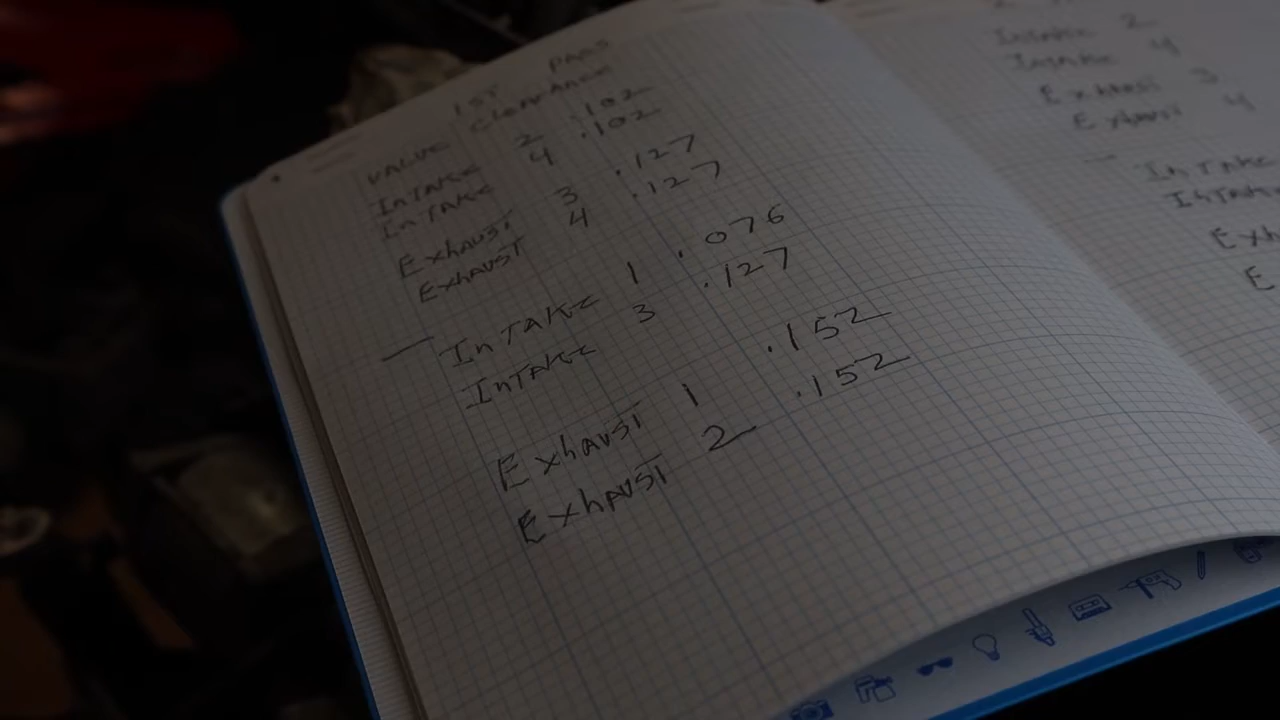 1ST PASS
VALVE Clearance
InTAKE 2 .102
InTAKE 4 .102
ExhAUST 3 .127
ExhAUST 4 .127
InTAKE 1 .076
InTAKE 3 .127
ExhAUST 1 .152
ExhAUST 2 .152
InTAKE 2
InTAKE 4
ExhAUST 3
ExhAUST 4
InTAKE
InTAKE
Exh
E